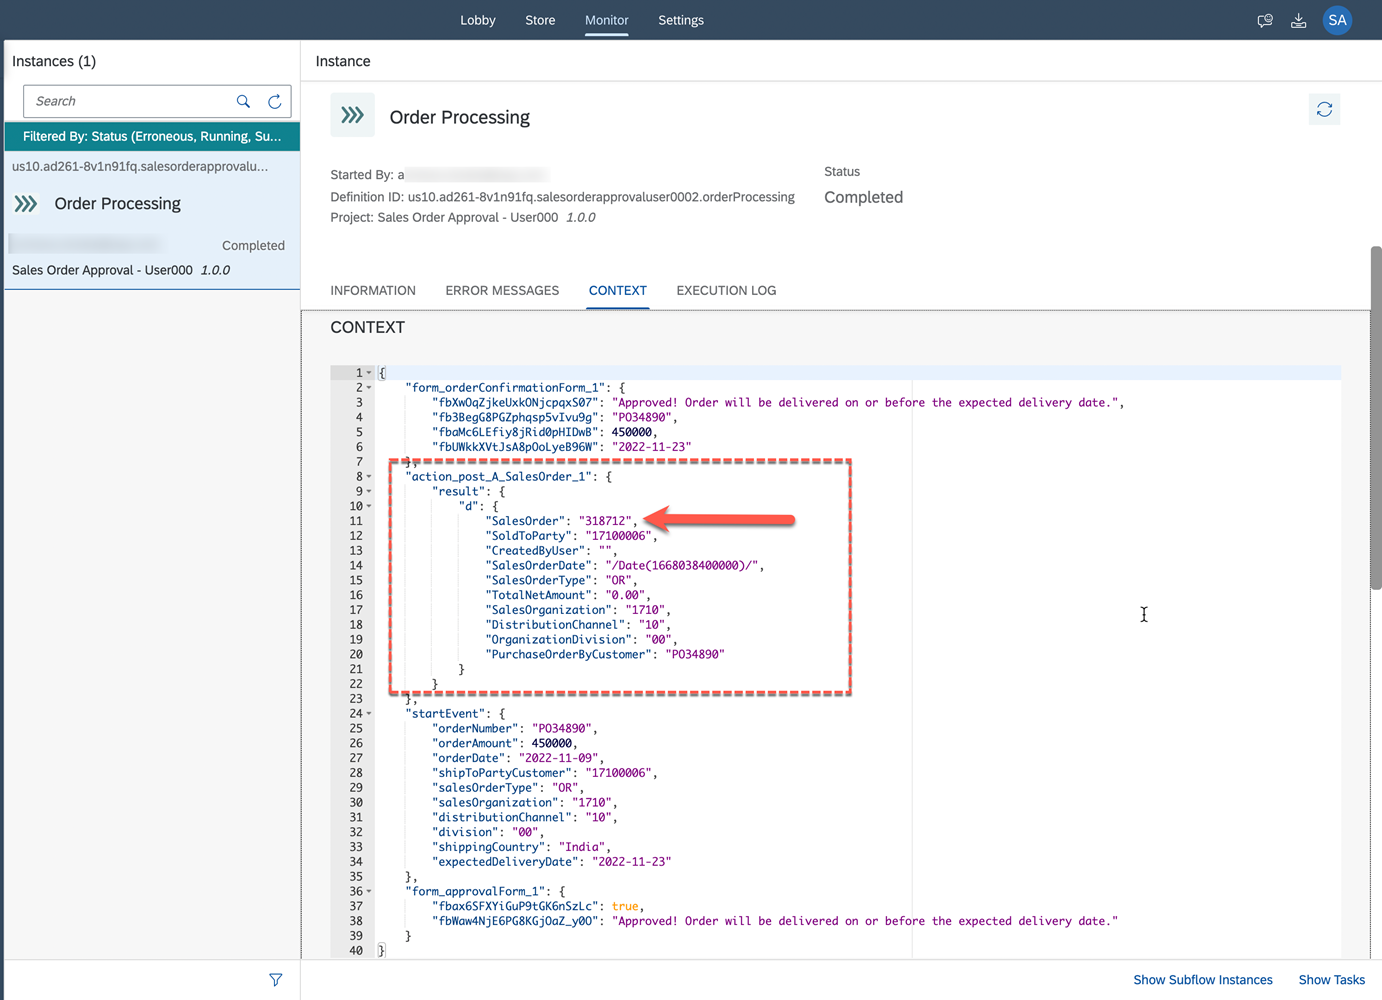 Lobby Store Monitor Settings SA
Instances (1)
Search
Filtered By: Status (Erroneous, Running, Su...
us10.ad261-8v1n91fq.salesorderapprovalu...
Order Processing
Completed
Sales Order Approval - User000 1.0.0
Instance
Order Processing
Started By: a
Definition ID: us10.ad261-8v1n91fq.salesorderapprovaluser0002.orderProcessing
Project: Sales Order Approval - User000 1.0.0
Status
Completed
INFORMATION ERROR MESSAGES CONTEXT EXECUTION LOG
CONTEXT
1 {
2 "form_orderConfirmationForm_1": {
3 "fbXwOqZjkeUxkONjcpqxS07": "Approved! Order will be delivered on or before the expected delivery date.",
4 "fb3BegG8PGZphqsp5vIvu9g": "PO34890",
5 "fbaMc6LEfiy8jRid0pHIDwB": 450000,
6 "fbUWkkXVtJsA8pOoLyeB96W": "2022-11-23"
7 },
8 "action_post_A_SalesOrder_1": {
9 "result": {
10 "d": {
11 "SalesOrder": "318712",
12 "SoldToParty": "17100006",
13 "CreatedByUser": "",
14 "SalesOrderDate": "/Date(1668038400000)/",
15 "SalesOrderType": "OR",
16 "TotalNetAmount": "0.00",
17 "SalesOrganization": "1710",
18 "DistributionChannel": "10",
19 "OrganizationDivision": "00",
20 "PurchaseOrderByCustomer": "PO34890"
21 }
22 }
23 },
24 "startEvent": {
25 "orderNumber": "PO34890",
26 "orderAmount": 450000,
27 "orderDate": "2022-11-09",
28 "shipToPartyCustomer": "17100006",
29 "salesOrderType": "OR",
30 "salesOrganization": "1710",
31 "distributionChannel": "10",
32 "division": "00",
33 "shippingCountry": "India",
34 "expectedDeliveryDate": "2022-11-23"
35 },
36 "form_approvalForm_1": {
37 "fbax6SFXYiGuP9tGK6nSzLc": true,
38 "fbWaw4NjE6PG8KGjOaZ_y0O": "Approved! Order will be delivered on or before the expected delivery date."
39 }
40 }
Show Subflow Instances Show Tasks